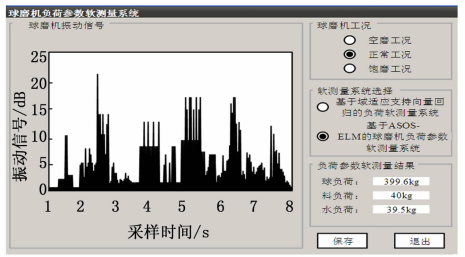 球磨机负荷参数软测量系统
球磨机振动信号
25
20
15
10
5
0
振动信号/dB
1 2 3 4 5 6 7 8
采样时间/s
球磨机工况
空磨工况
正常工况
饱磨工况
软测量系统选择
基于域适应支持向量回
归的负荷软测量系统
基于ASOS-
ELM的球磨机负荷参数
软测量系统
负荷参数软测量结果
球负荷： 399.6kg
料负荷： 40kg
水负荷： 39.5kg
保存 退出